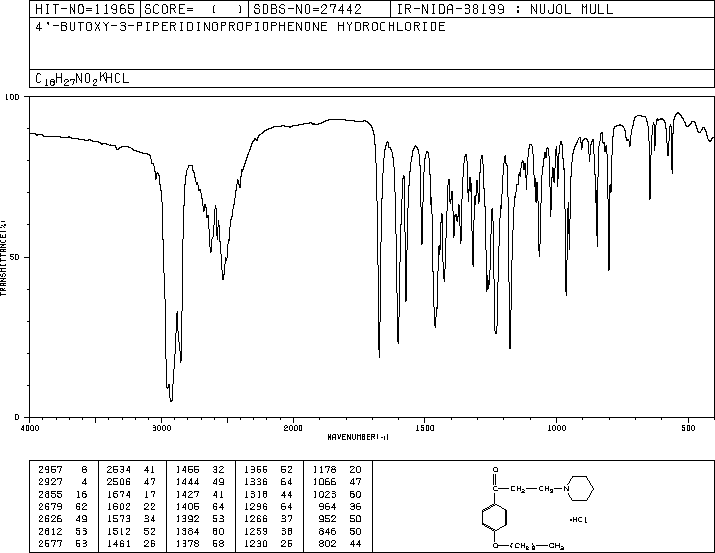 HIT-NO=11965 SCORE= ( ) SDBS-NO=27442 IR-NIDA-38199 : NUJOL MULL
4'-BUTOXY-3-PIPERIDINOPROPIOPHENONE HYDROCHLORIDE
C18H27NO2 HCL
100
50
0
TRANSMITTANCE(%)
4000 3000 2000 1500 1000 500
WAVENUMBER(-1)
2957 6 2534 41 1466 32 1366 62 1178 20
2927 4 2506 47 1444 49 1336 64 1066 47
2855 16 1674 17 1427 41 1318 44 1023 60
2679 62 1602 22 1405 64 1296 64 964 36
2626 49 1573 34 1392 53 1266 37 952 50
2612 53 1512 52 1384 60 1259 38 846 50
2577 53 1461 26 1378 58 1230 25 802 44
O
C CH2 CH2 N
·HCl
O CH3